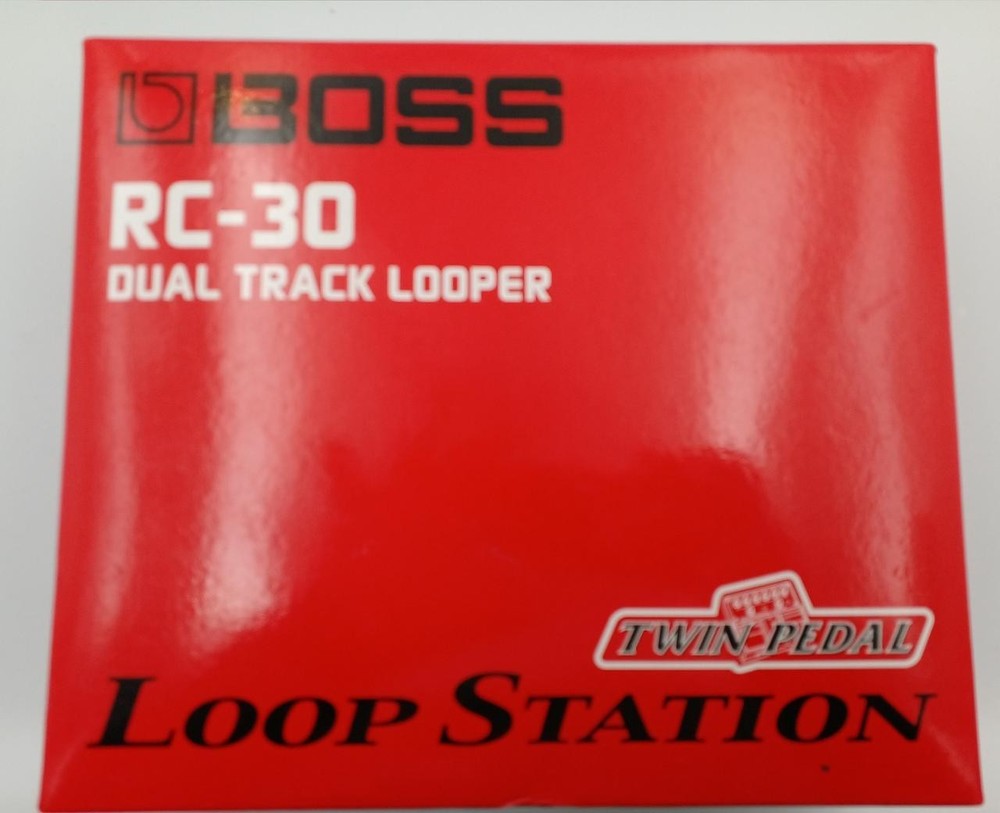 BOSS
RC-30
DUAL TRACK LOOPER
TWIN PEDAL
LOOP STATION